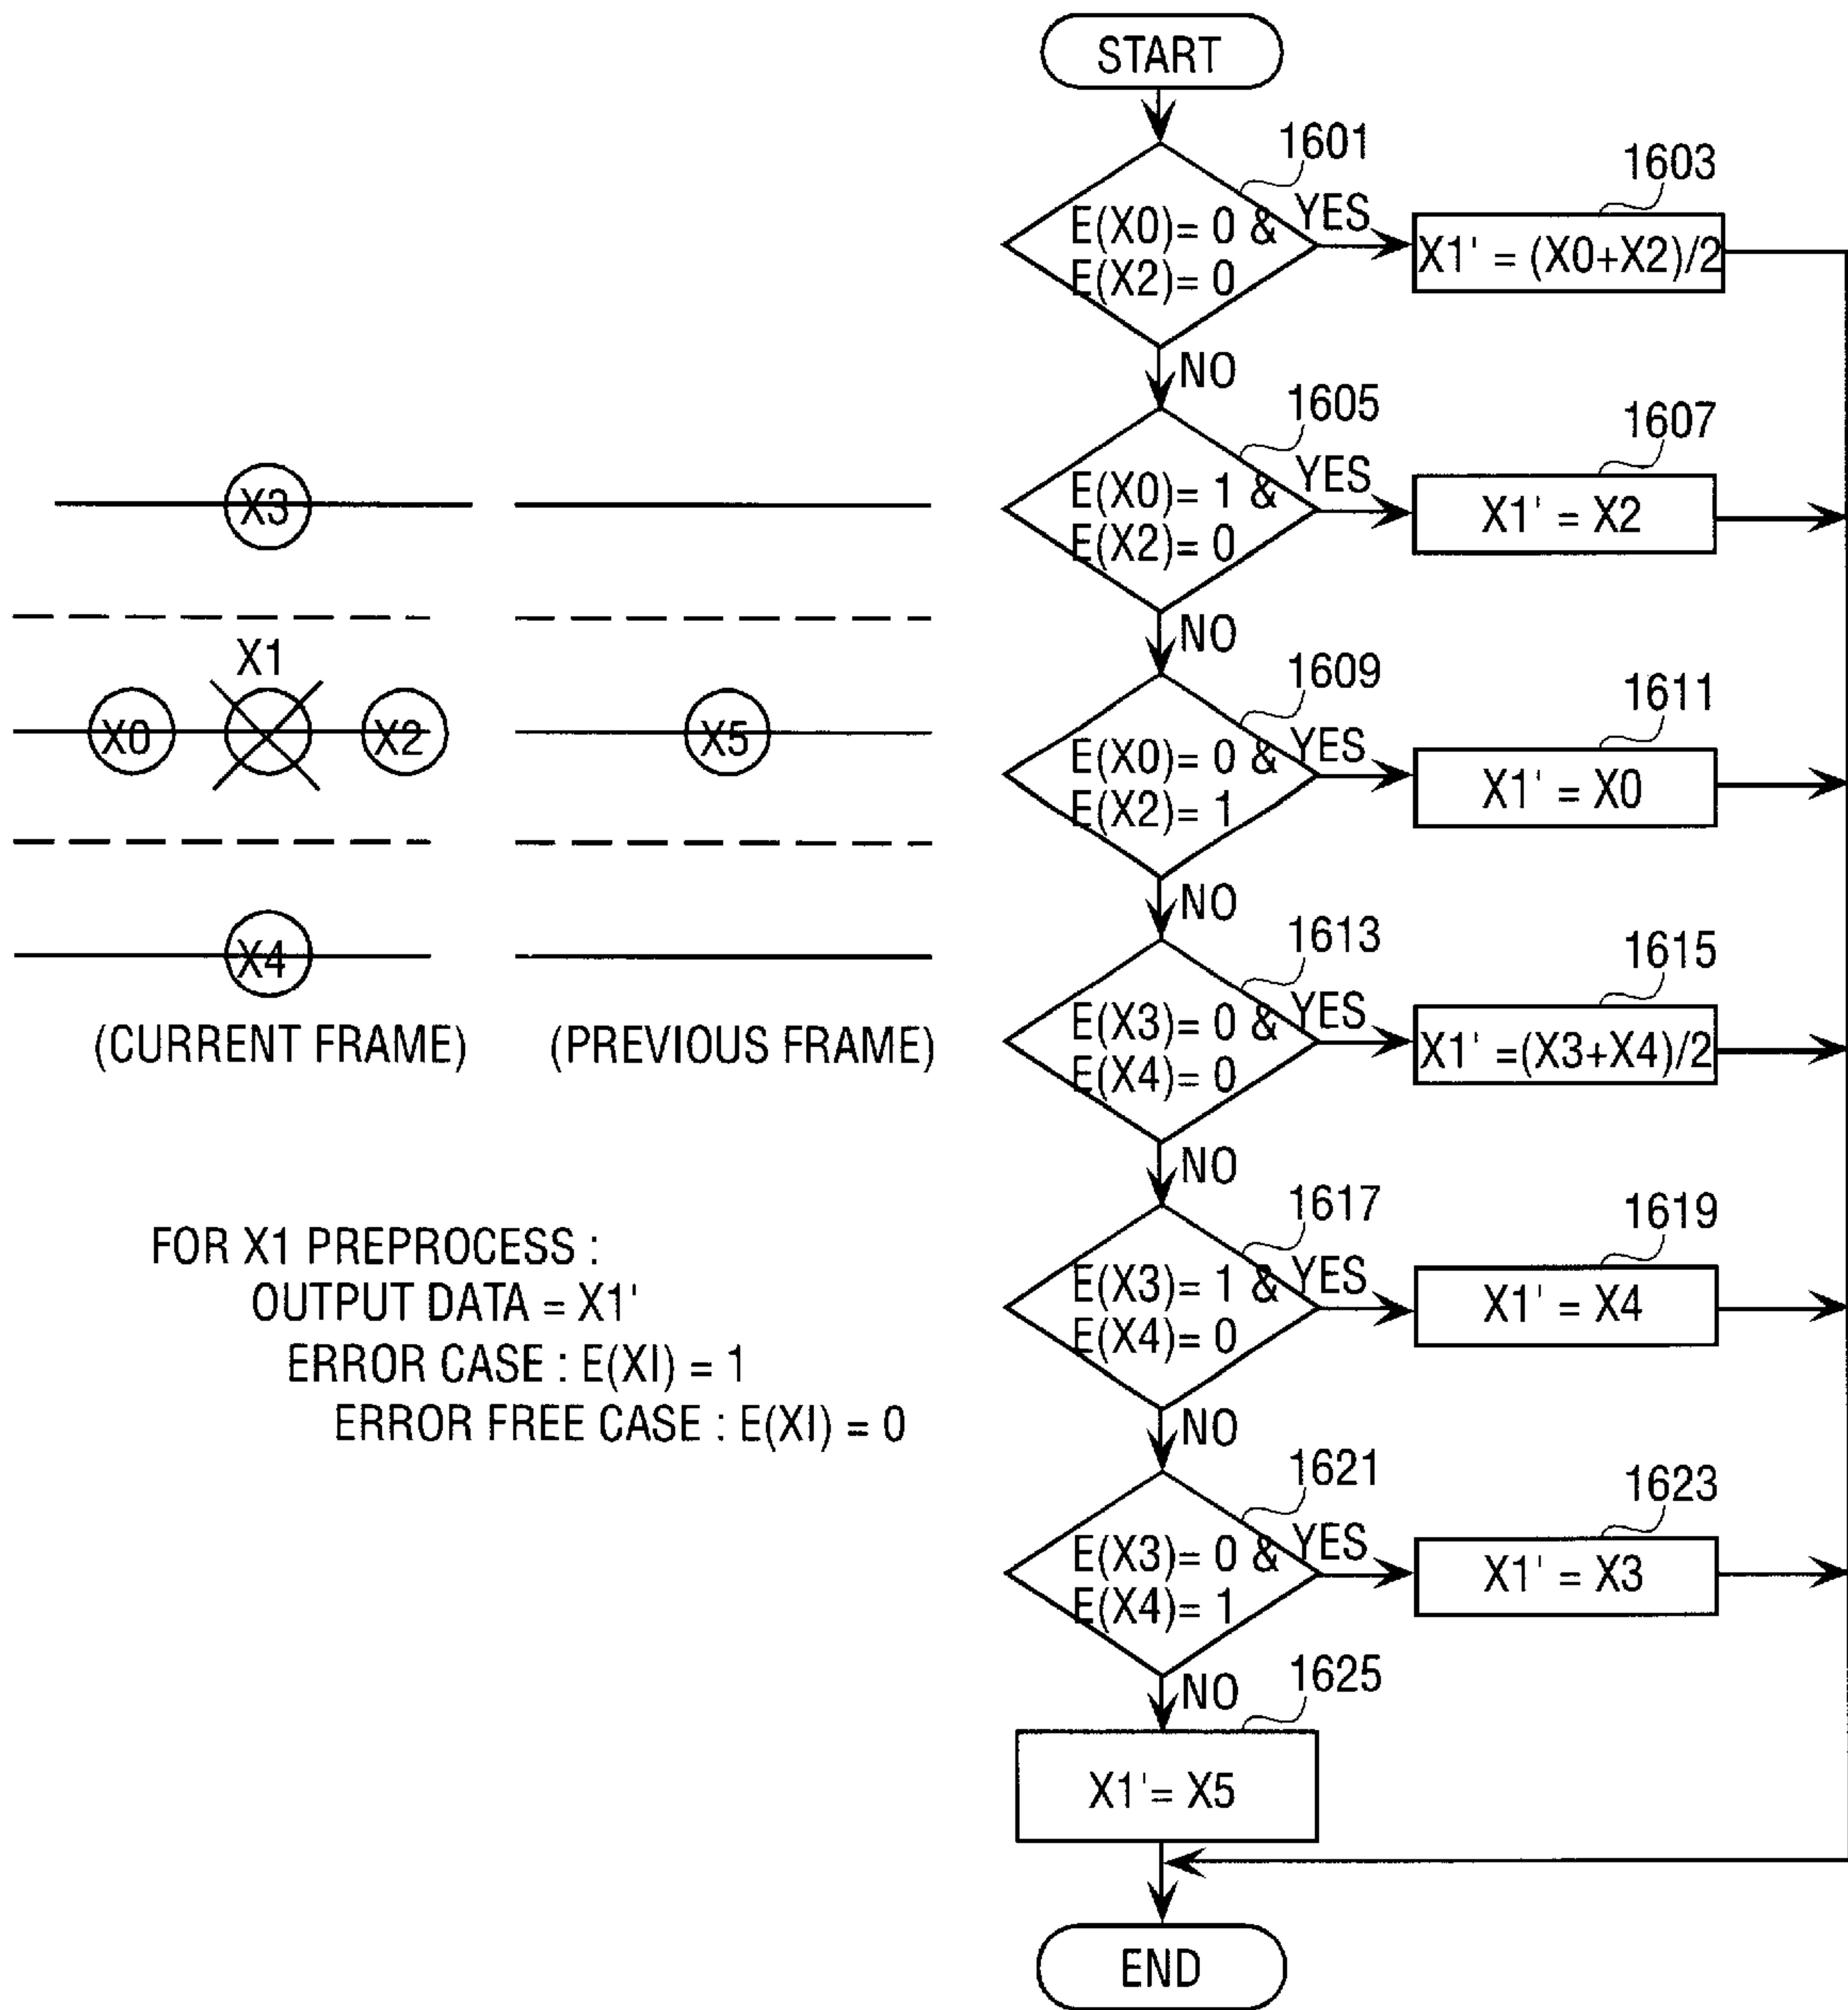 START
1601
E(X0)= 0 &
E(X2)= 0
YES
1603
X1' = (X0+X2)/2
NO
1605
E(X0)= 1 &
E(X2)= 0
YES
1607
X1' = X2
NO
1609
E(X0)= 0 &
E(X2)= 1
YES
1611
X1' = X0
NO
1613
E(X3)= 0 &
E(X4)= 0
YES
1615
X1' =(X3+X4)/2
NO
1617
E(X3)= 1 &
E(X4)= 0
YES
1619
X1' = X4
NO
1621
E(X3)= 0 &
E(X4)= 1
YES
1623
X1' = X3
NO
1625
X1'= X5
END
X3
X1
X0
X2
X5
X4
(CURRENT FRAME)
(PREVIOUS FRAME)
FOR X1 PREPROCESS :
OUTPUT DATA = X1'
ERROR CASE : E(XI) = 1
ERROR FREE CASE : E(XI) = 0